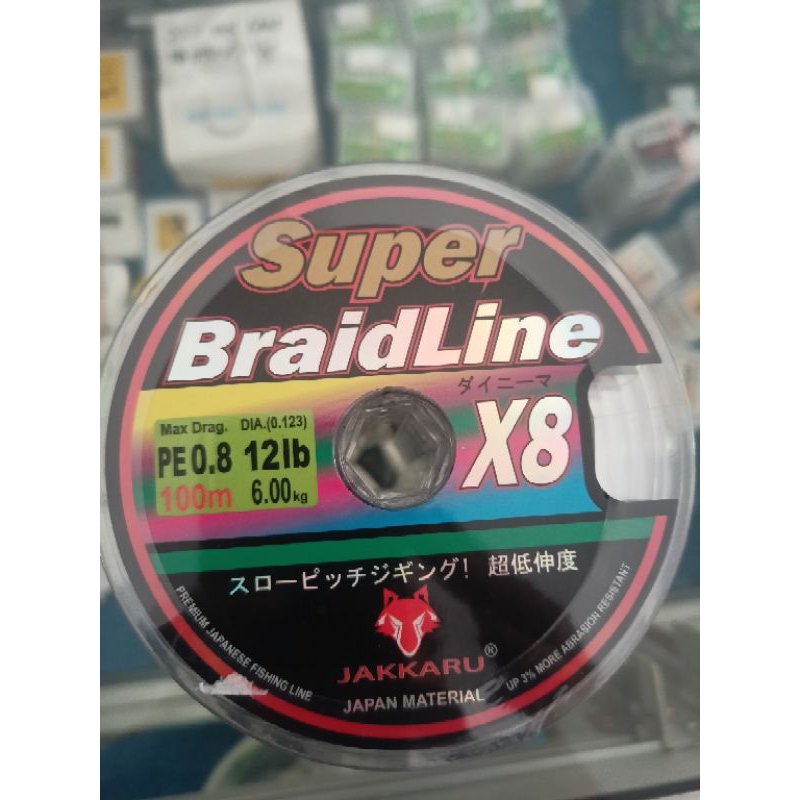 Super
BraidLine
ダイニーマ
X8
Max Drag. DIA.(0.123)
PE 0.8 12lb
100m 6.00kg
スローピッチジギング! 超低伸度
JAKKARU®
JAPAN MATERIAL
PREMIUM JAPANESE FISHING LINE
UP 3% MORE ABRASION RESISTANT